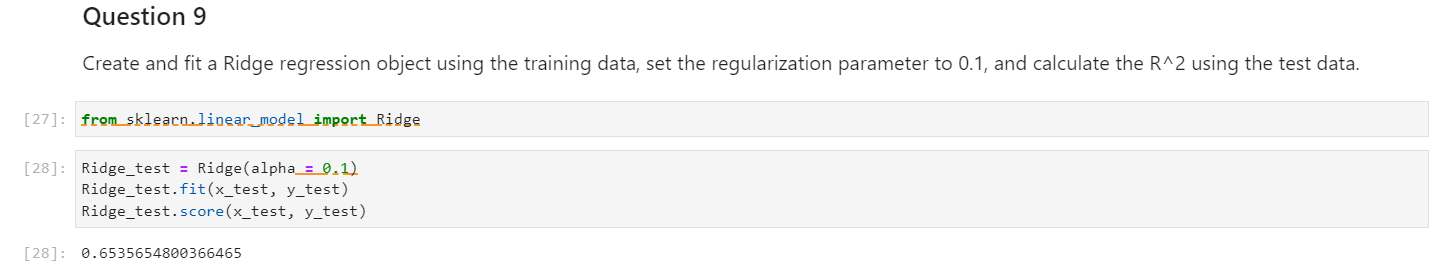 Question 9
Create and fit a Ridge regression object using the training data, set the regularization parameter to 0.1, and calculate the R^2 using the test data.
[27]: from sklearn.linear_model import Ridge
[28]: Ridge_test = Ridge(alpha = 0.1)
Ridge_test.fit(x_test, y_test)
Ridge_test.score(x_test, y_test)
[28]: 0.6535654800366465